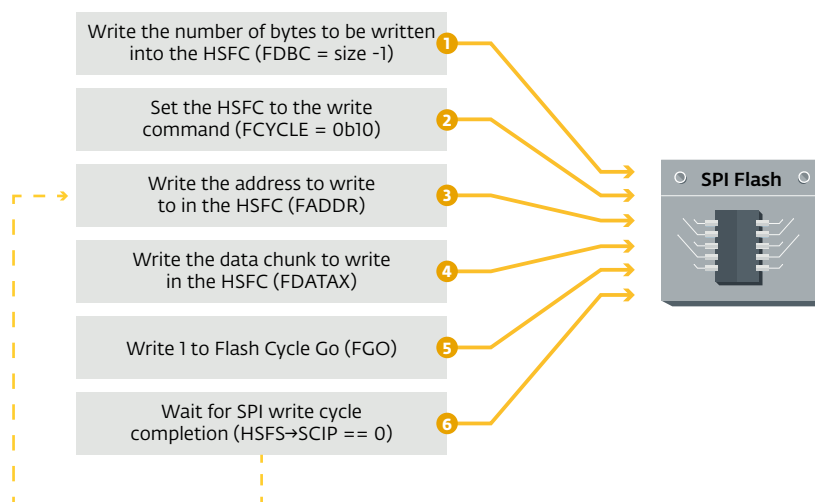 Write the number of bytes to be written
into the HSFC (FDBC = size -1)
1
Set the HSFC to the write
command (FCYCLE = 0b10)
2
Write the address to write
to in the HSFC (FADDR)
3
Write the data chunk to write
in the HSFC (FDATAX)
4
Write 1 to Flash Cycle Go (FGO)
5
Wait for SPI write cycle
completion (HSFS→SCIP == 0)
6
SPI Flash